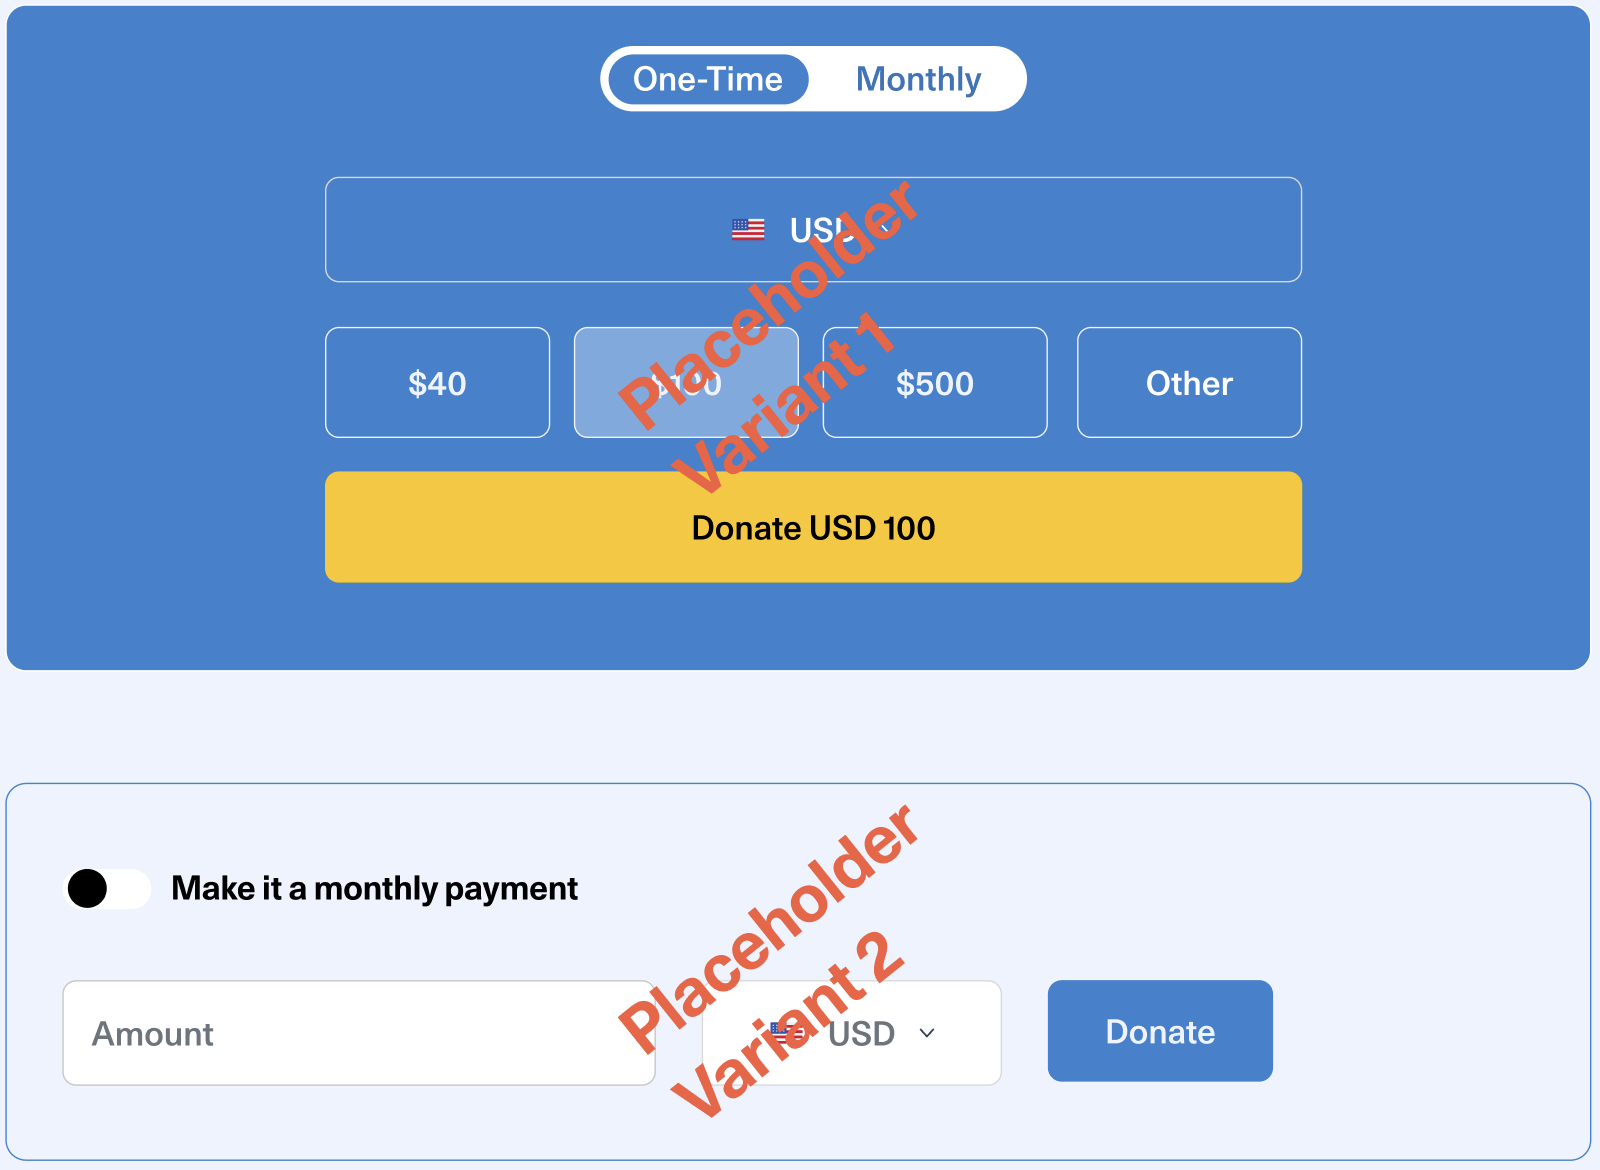 One-Time Monthly
USD
$40 $100 $500 Other
Placeholder
Variant 1
Donate USD 100
Make it a monthly payment
Amount USD Donate
Placeholder
Variant 2